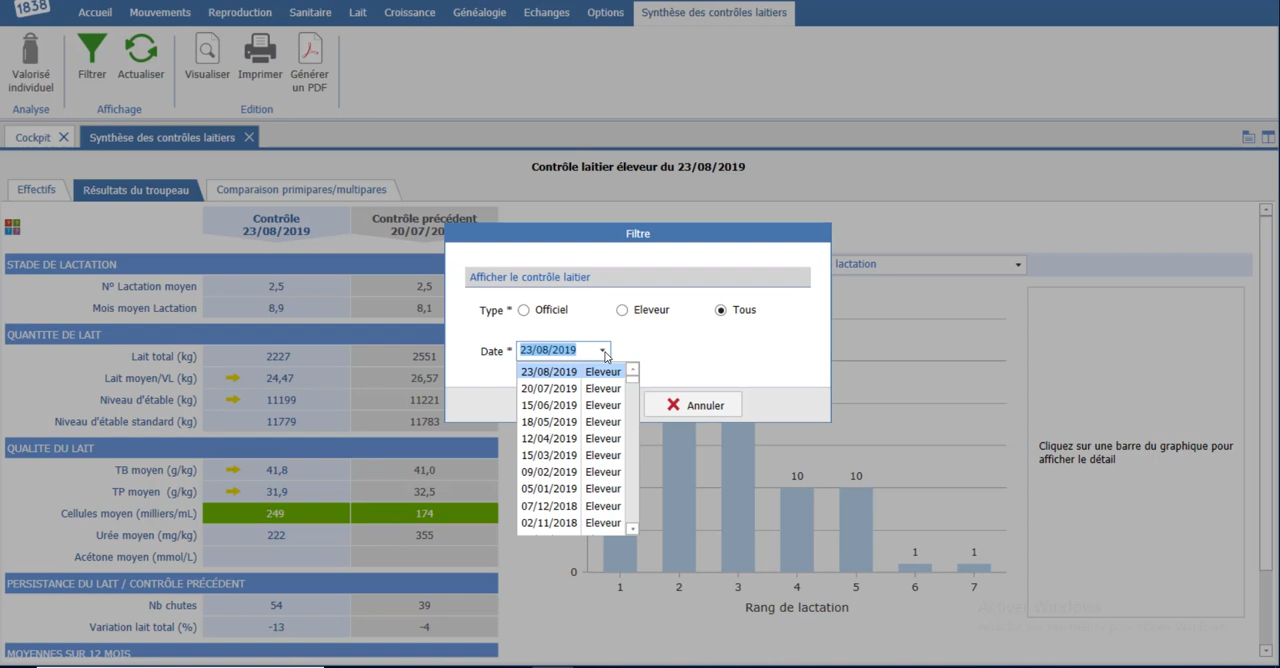 1838
Accueil Mouvements Reproduction Sanitaire Lait Croissance Généalogie Echanges Options Synthèse des contrôles laitiers
Valorisé individuel
Filtrer
Actualiser
Visualiser
Imprimer
Générer un PDF
Analyse Affichage Edition
Cockpit Synthèse des contrôles laitiers
Contrôle laitier éleveur du 23/08/2019
Effectifs Résultats du troupeau Comparaison primipares/multipares
Contrôle 23/08/2019
Contrôle précédent 20/07/20
STADE DE LACTATION
N° Lactation moyen 2,5 2,5
Mois moyen Lactation 8,9 8,1
QUANTITE DE LAIT
Lait total (kg) 2227 2551
Lait moyen/VL (kg) 24,47 26,57
Niveau d'étable (kg) 11199 11221
Niveau d'étable standard (kg) 11779 11783
QUALITE DU LAIT
TB moyen (g/kg) 41,8 41,0
TP moyen (g/kg) 31,9 32,5
Cellules moyen (milliers/mL) 249 174
Urée moyen (mg/kg) 222 355
Acétone moyen (mmol/L)
PERSISTANCE DU LAIT / CONTRÔLE PRÉCÉDENT
Nb chutes 54 39
Variation lait total (%) -13 -4
MOYENNES SUR 12 MOIS
Filtre
Afficher le contrôle laitier
Type * Officiel Eleveur Tous
Date * 23/08/2019
23/08/2019 Eleveur
20/07/2019 Eleveur
15/06/2019 Eleveur
18/05/2019 Eleveur
12/04/2019 Eleveur
15/03/2019 Eleveur
09/02/2019 Eleveur
05/01/2019 Eleveur
07/12/2018 Eleveur
02/11/2018 Eleveur
Annuler
lactation
10 10 1 1
0
1 2 3 4 5 6 7
Rang de lactation
Cliquez sur une barre du graphique pour
afficher le détail
Activer Windows